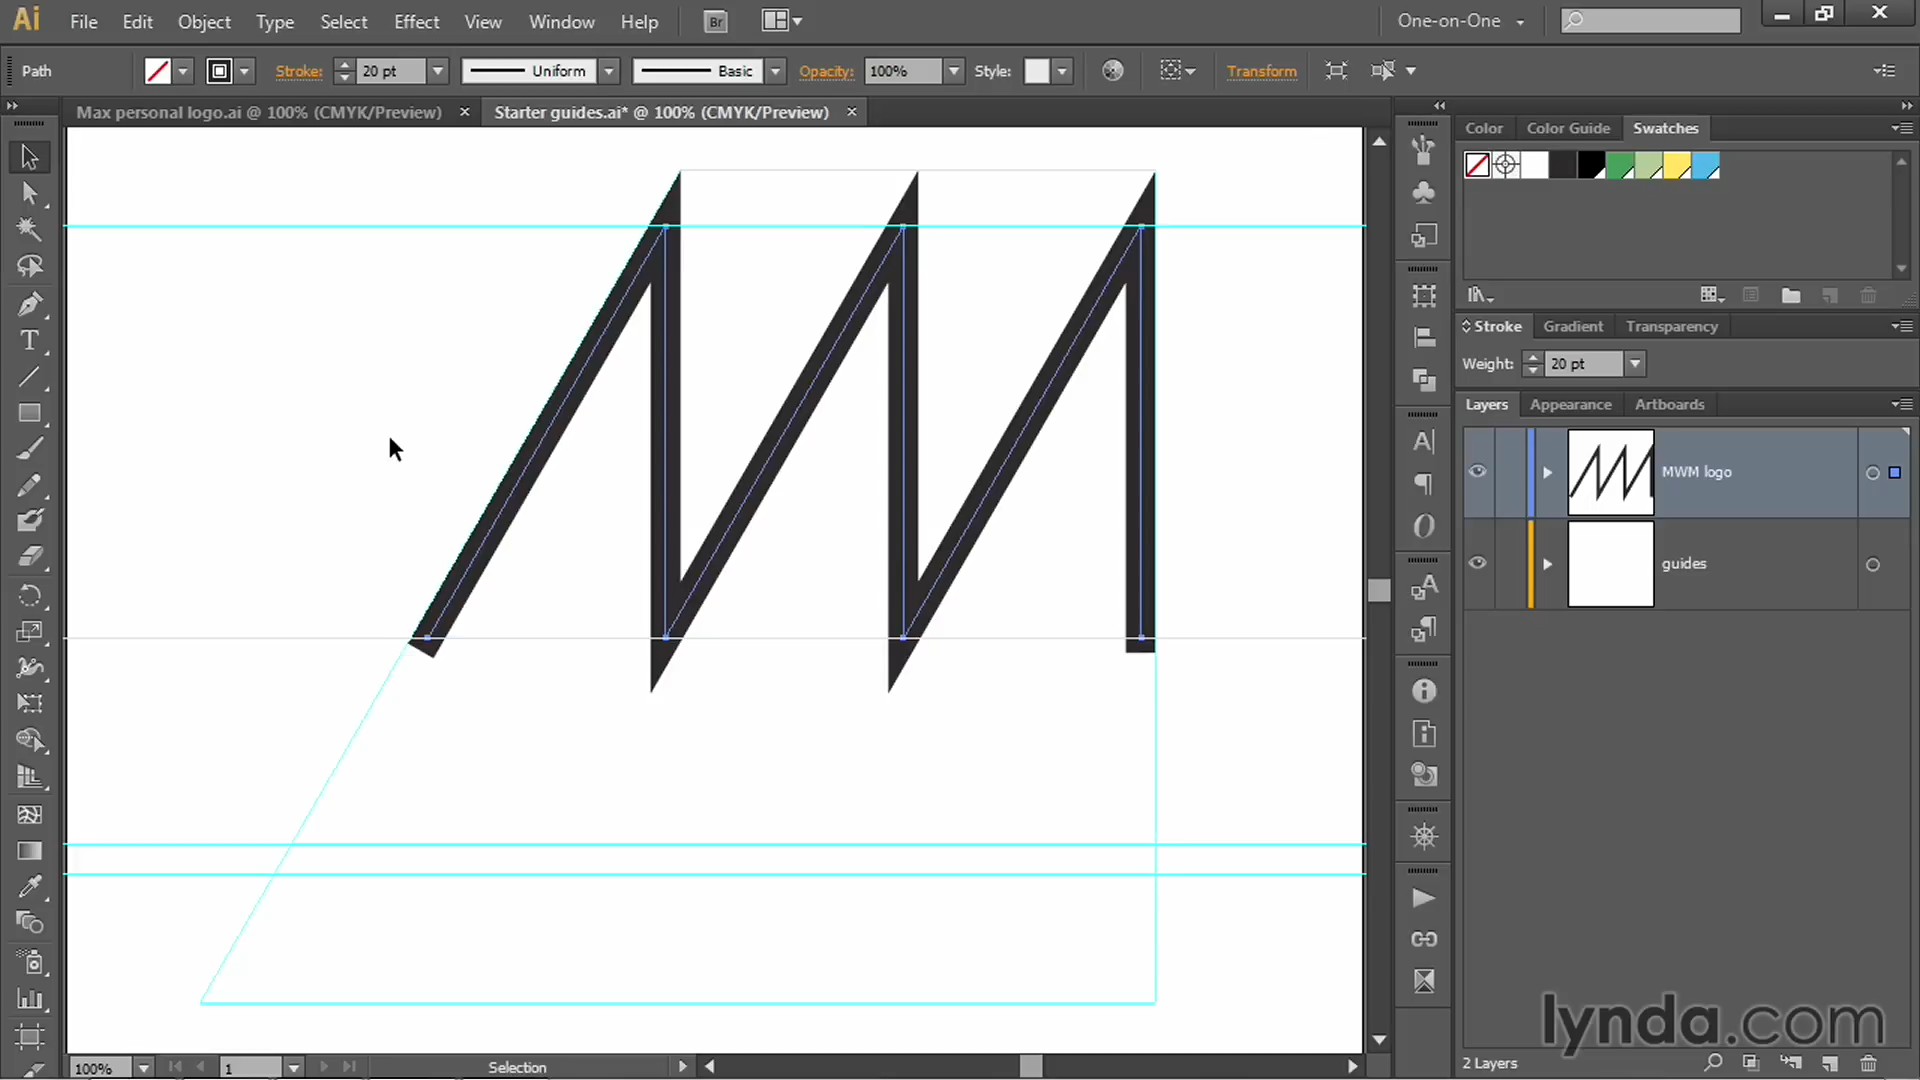 Ai File Edit Object Type Select Effect View Window Help Br One-on-One
Path Stroke: 20 pt Uniform Basic Opacity: 100% Style: Transform
Max personal logo.ai @ 100% (CMYK/Preview) × Starter guides.ai* @ 100% (CMYK/Preview) ×
Color Color Guide Swatches
Stroke Gradient Transparency
Weight: 20 pt
Layers Appearance Artboards
MWM logo
guides
lynda.com
100% 1 Selection 2 Layers